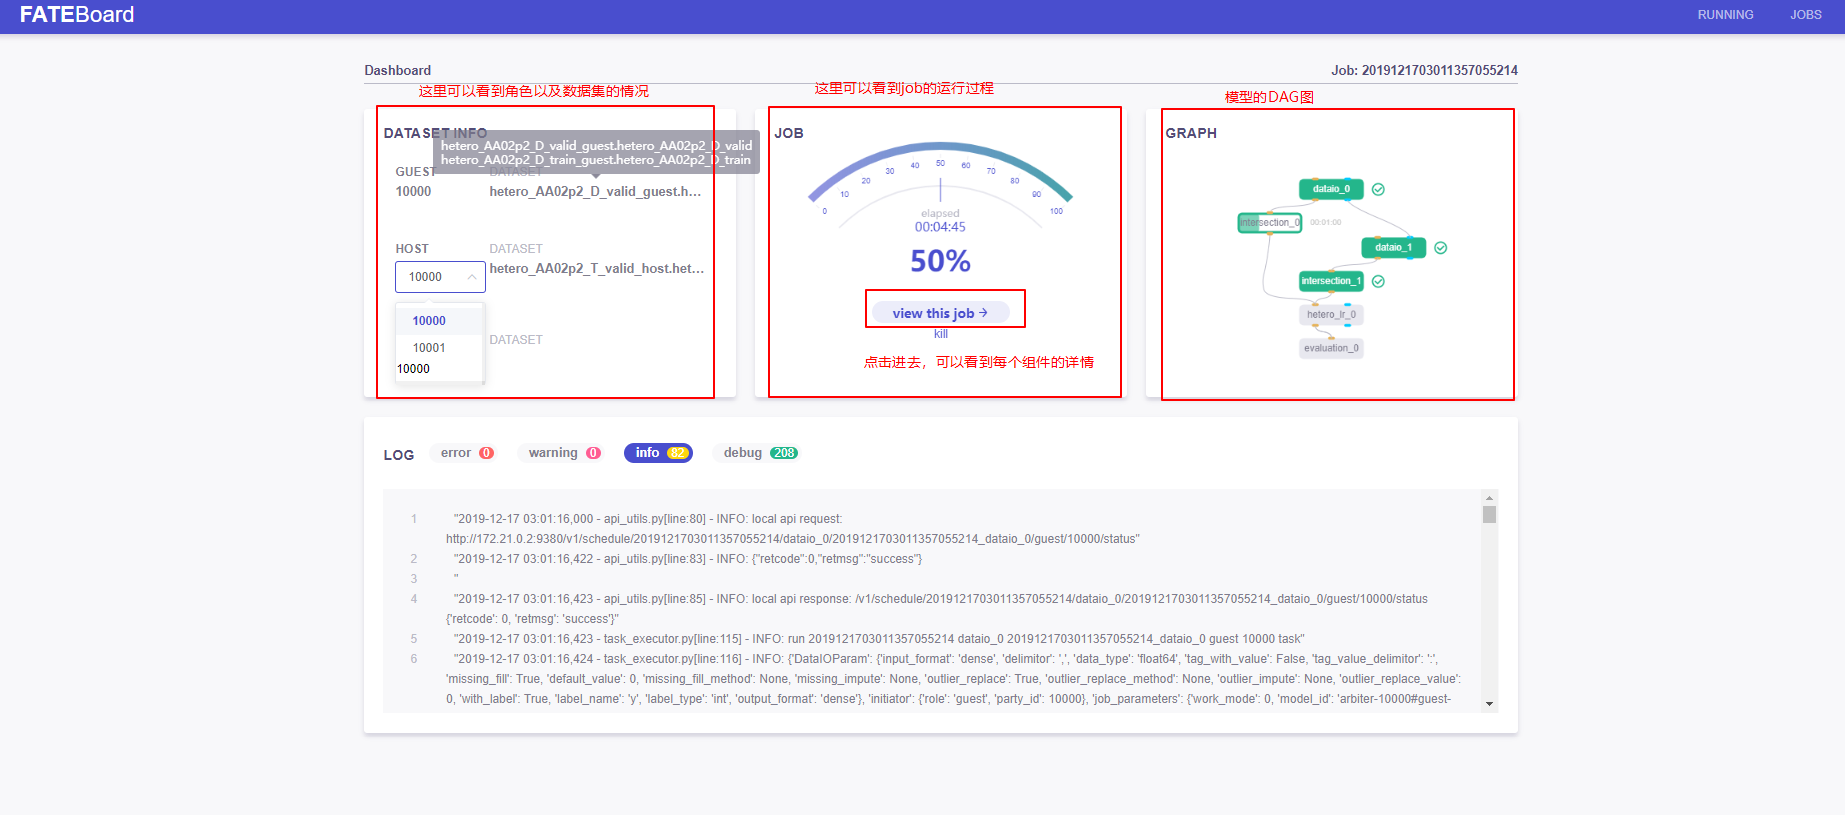 FATEBoard
RUNNING
JOBS
Dashboard
Job: 2019121703011357055214
这里可以看到角色以及数据集的情况
这里可以看到job的运行过程
模型的DAG图
DATASET INFO
hetero_AA02p2_D_valid_guest.hetero_AA02p2_D_valid
hetero_AA02p2_D_train_guest.hetero_AA02p2_D_train
GUEST
DATASET
10000
hetero_AA02p2_D_valid_guest.h...
HOST
DATASET
10000
hetero_AA02p2_T_valid_host.het...
10000
10001
DATASET
10000
JOB
0
10
20
30
40
50
60
70
80
90
100
elapsed
00:04:45
50%
view this job →
kill
点击进去，可以看到每个组件的详情
GRAPH
dataio_0
intersection_0
00:01:00
dataio_1
intersection_1
hetero_lr_0
evaluation_0
LOG
error 0
warning 0
info 82
debug 208
1 "2019-12-17 03:01:16,000 - api_utils.py[line:80] - INFO: local api request:
http://172.21.0.2:9380/v1/schedule/2019121703011357055214/dataio_0/2019121703011357055214_dataio_0/guest/10000/status"
2 "2019-12-17 03:01:16,422 - api_utils.py[line:83] - INFO: {"retcode":0,"retmsg":"success"}
3 "
4 "2019-12-17 03:01:16,423 - api_utils.py[line:85] - INFO: local api response: /v1/schedule/2019121703011357055214/dataio_0/2019121703011357055214_dataio_0/guest/10000/status
{'retcode': 0, 'retmsg': 'success'}"
5 "2019-12-17 03:01:16,423 - task_executor.py[line:115] - INFO: run 2019121703011357055214 dataio_0 2019121703011357055214_dataio_0 guest 10000 task"
6 "2019-12-17 03:01:16,424 - task_executor.py[line:116] - INFO: {'DataIOParam': {'input_format': 'dense', 'delimitor': ',', 'data_type': 'float64', 'tag_with_value': False, 'tag_value_delimitor': ':',
'missing_fill': True, 'default_value': 0, 'missing_fill_method': None, 'missing_impute': None, 'outlier_replace': True, 'outlier_replace_method': None, 'outlier_impute': None, 'outlier_replace_value':
0, 'with_label': True, 'label_name': 'y', 'label_type': 'int', 'output_format': 'dense'}, 'initiator': {'role': 'guest', 'party_id': 10000}, 'job_parameters': {'work_mode': 0, 'model_id': 'arbiter-10000#guest-